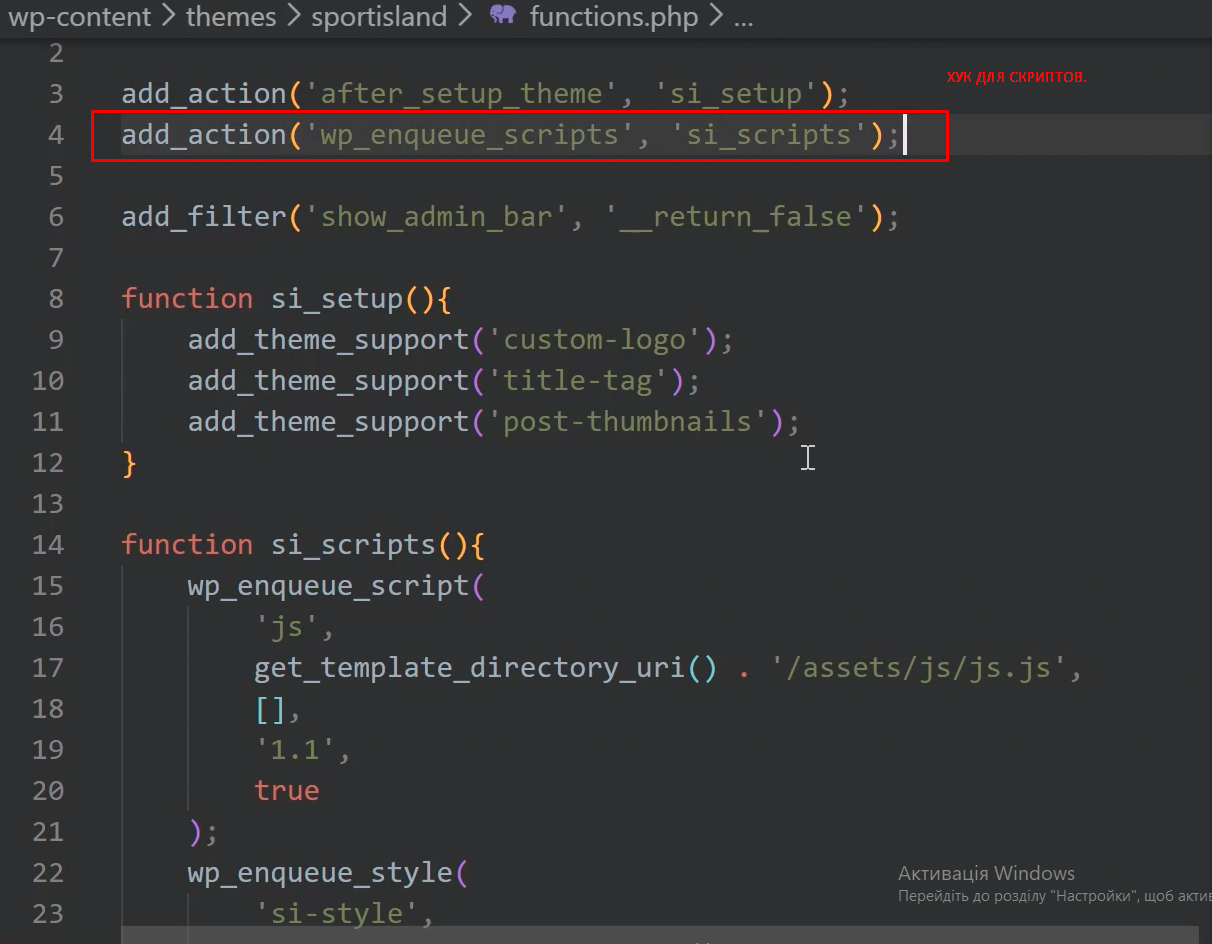 wp-content > themes > sportisland > functions.php > ...
2
ХУК ДЛЯ СКРИПТОВ.
3 add_action('after_setup_theme', 'si_setup');
4 add_action('wp_enqueue_scripts', 'si_scripts');
5
6 add_filter('show_admin_bar', '__return_false');
7
8 function si_setup(){
9 add_theme_support('custom-logo');
10 add_theme_support('title-tag');
11 add_theme_support('post-thumbnails');
12 }
13
14 function si_scripts(){
15 wp_enqueue_script(
16 'js',
17 get_template_directory_uri() . '/assets/js/js.js',
18 [],
19 '1.1',
20 true
21 );
22 wp_enqueue_style(
23 'si-style',
Активація Windows
Перейдіть до розділу "Настройки", щоб актив